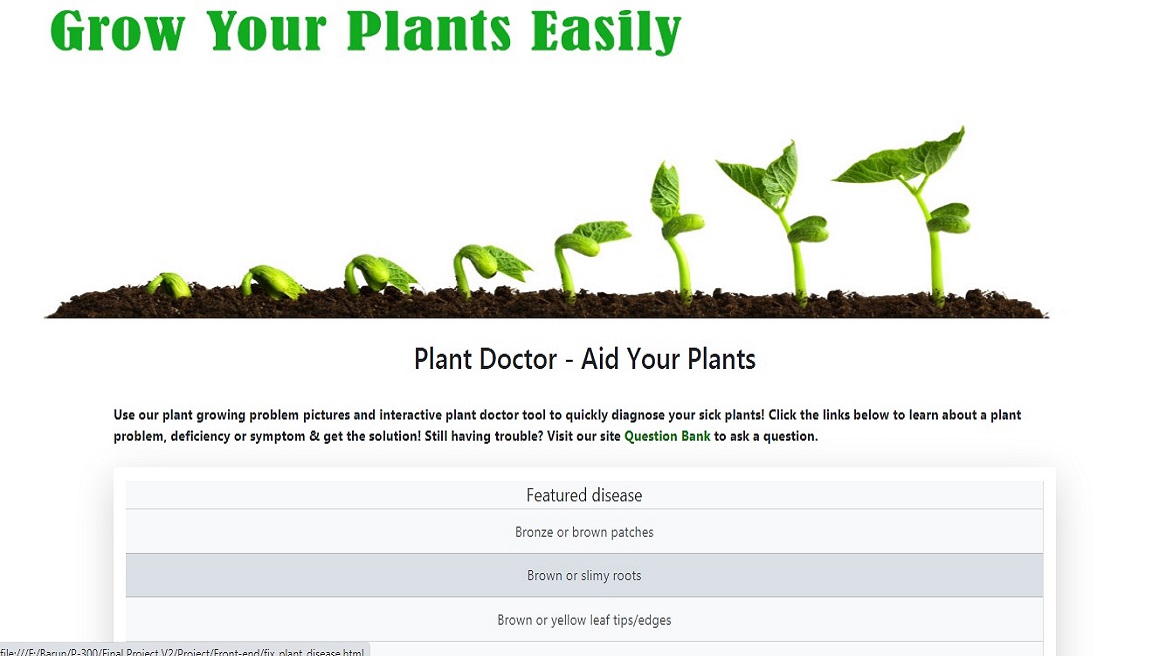 Grow Your Plants Easily
Plant Doctor - Aid Your Plants
Use our plant growing problem pictures and interactive plant doctor tool to quickly diagnose your sick plants! Click the links below to learn about a plant
problem, deficiency or symptom & get the solution! Still having trouble? Visit our site Question Bank to ask a question.
Featured disease
Bronze or brown patches
Brown or slimy roots
Brown or yellow leaf tips/edges
file:///F:/Barun/P-300/Final Project V2/Project/Front-end/fix_plant_disease.html